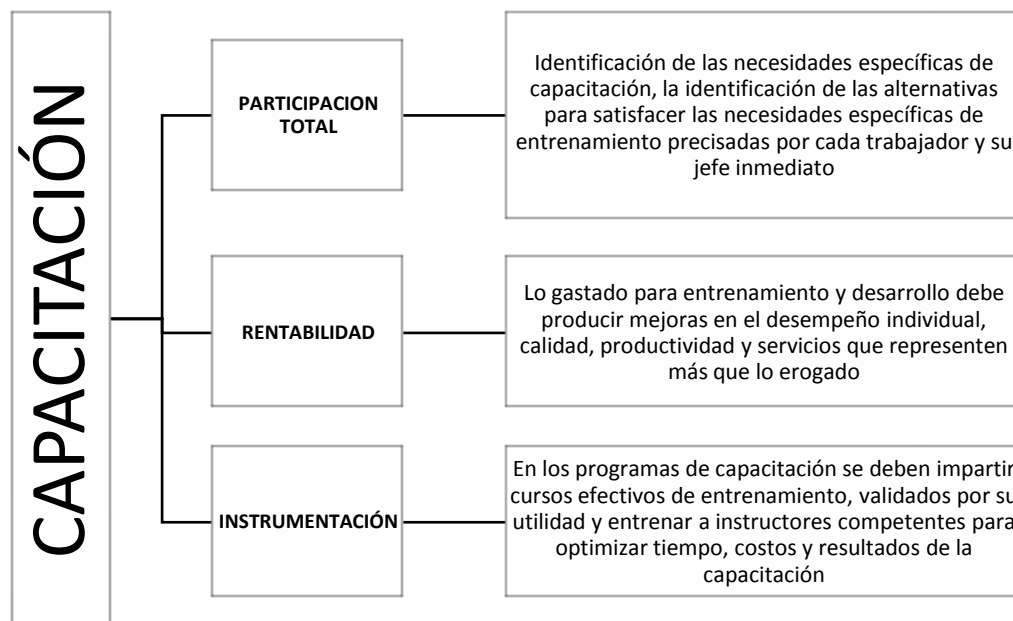 CAPACITACIÓN
PARTICIPACION
TOTAL
Identificación de las necesidades específicas de
capacitación, la identificación de las alternativas
para satisfacer las necesidades específicas de
entrenamiento precisadas por cada trabajador y su
jefe inmediato
RENTABILIDAD
Lo gastado para entrenamiento y desarrollo debe
producir mejoras en el desempeño individual,
calidad, productividad y servicios que representen
más que lo erogado
INSTRUMENTACIÓN
En los programas de capacitación se deben impartir
cursos efectivos de entrenamiento, validados por su
utilidad y entrenar a instructores competentes para
optimizar tiempo, costos y resultados de la
capacitación